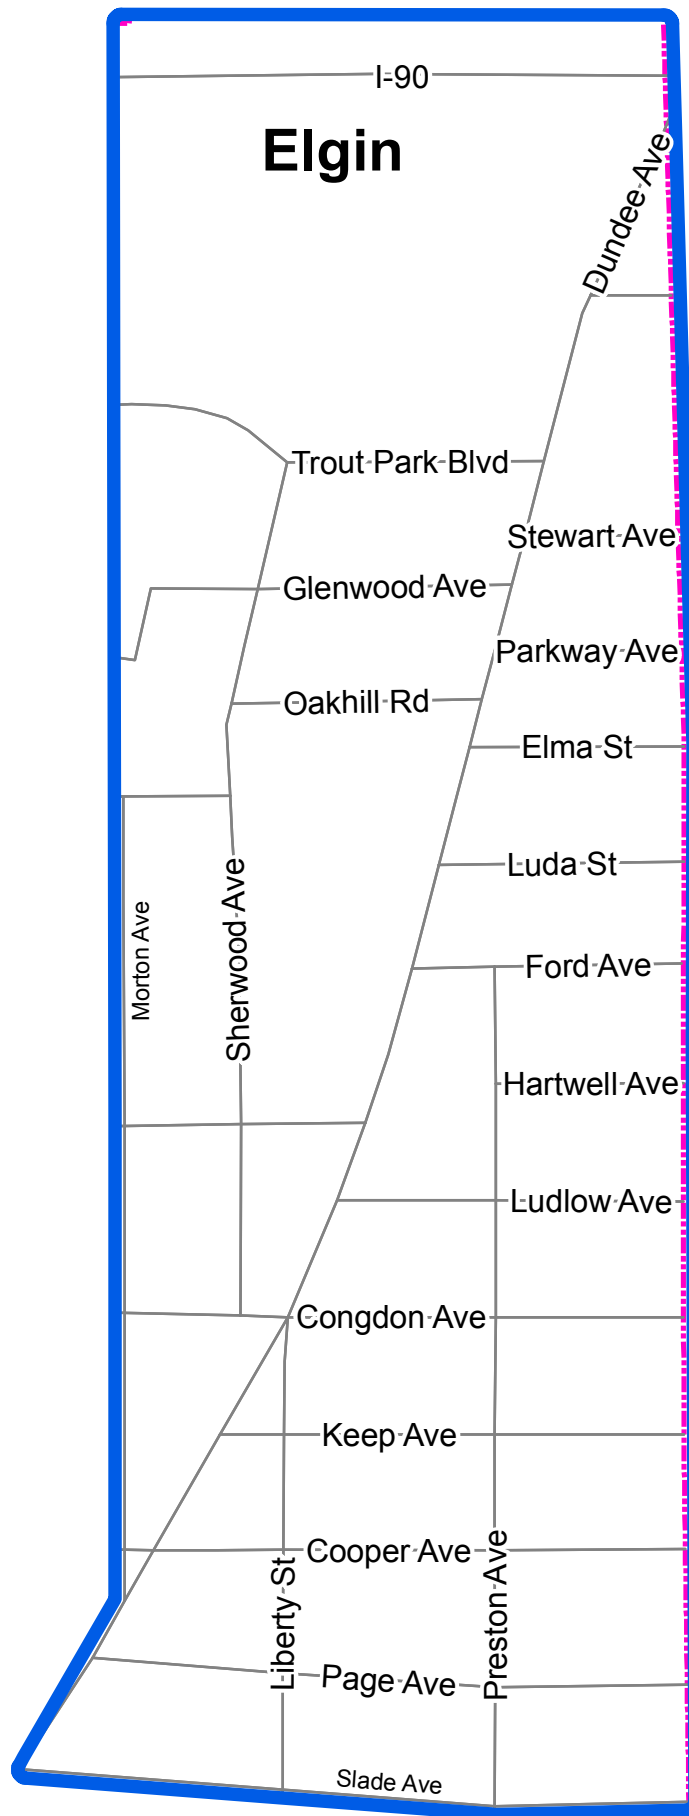 I-90
Elgin
Dundee Ave
Trout Park Blvd
Stewart Ave
Glenwood Ave
Parkway Ave
Oakhill Rd
Elma St
Luda St
Sherwood Ave
Morton Ave
Ford Ave
Hartwell Ave
Ludlow Ave
Congdon Ave
Keep Ave
Cooper Ave
Liberty St
Preston Ave
Page Ave
Slade Ave